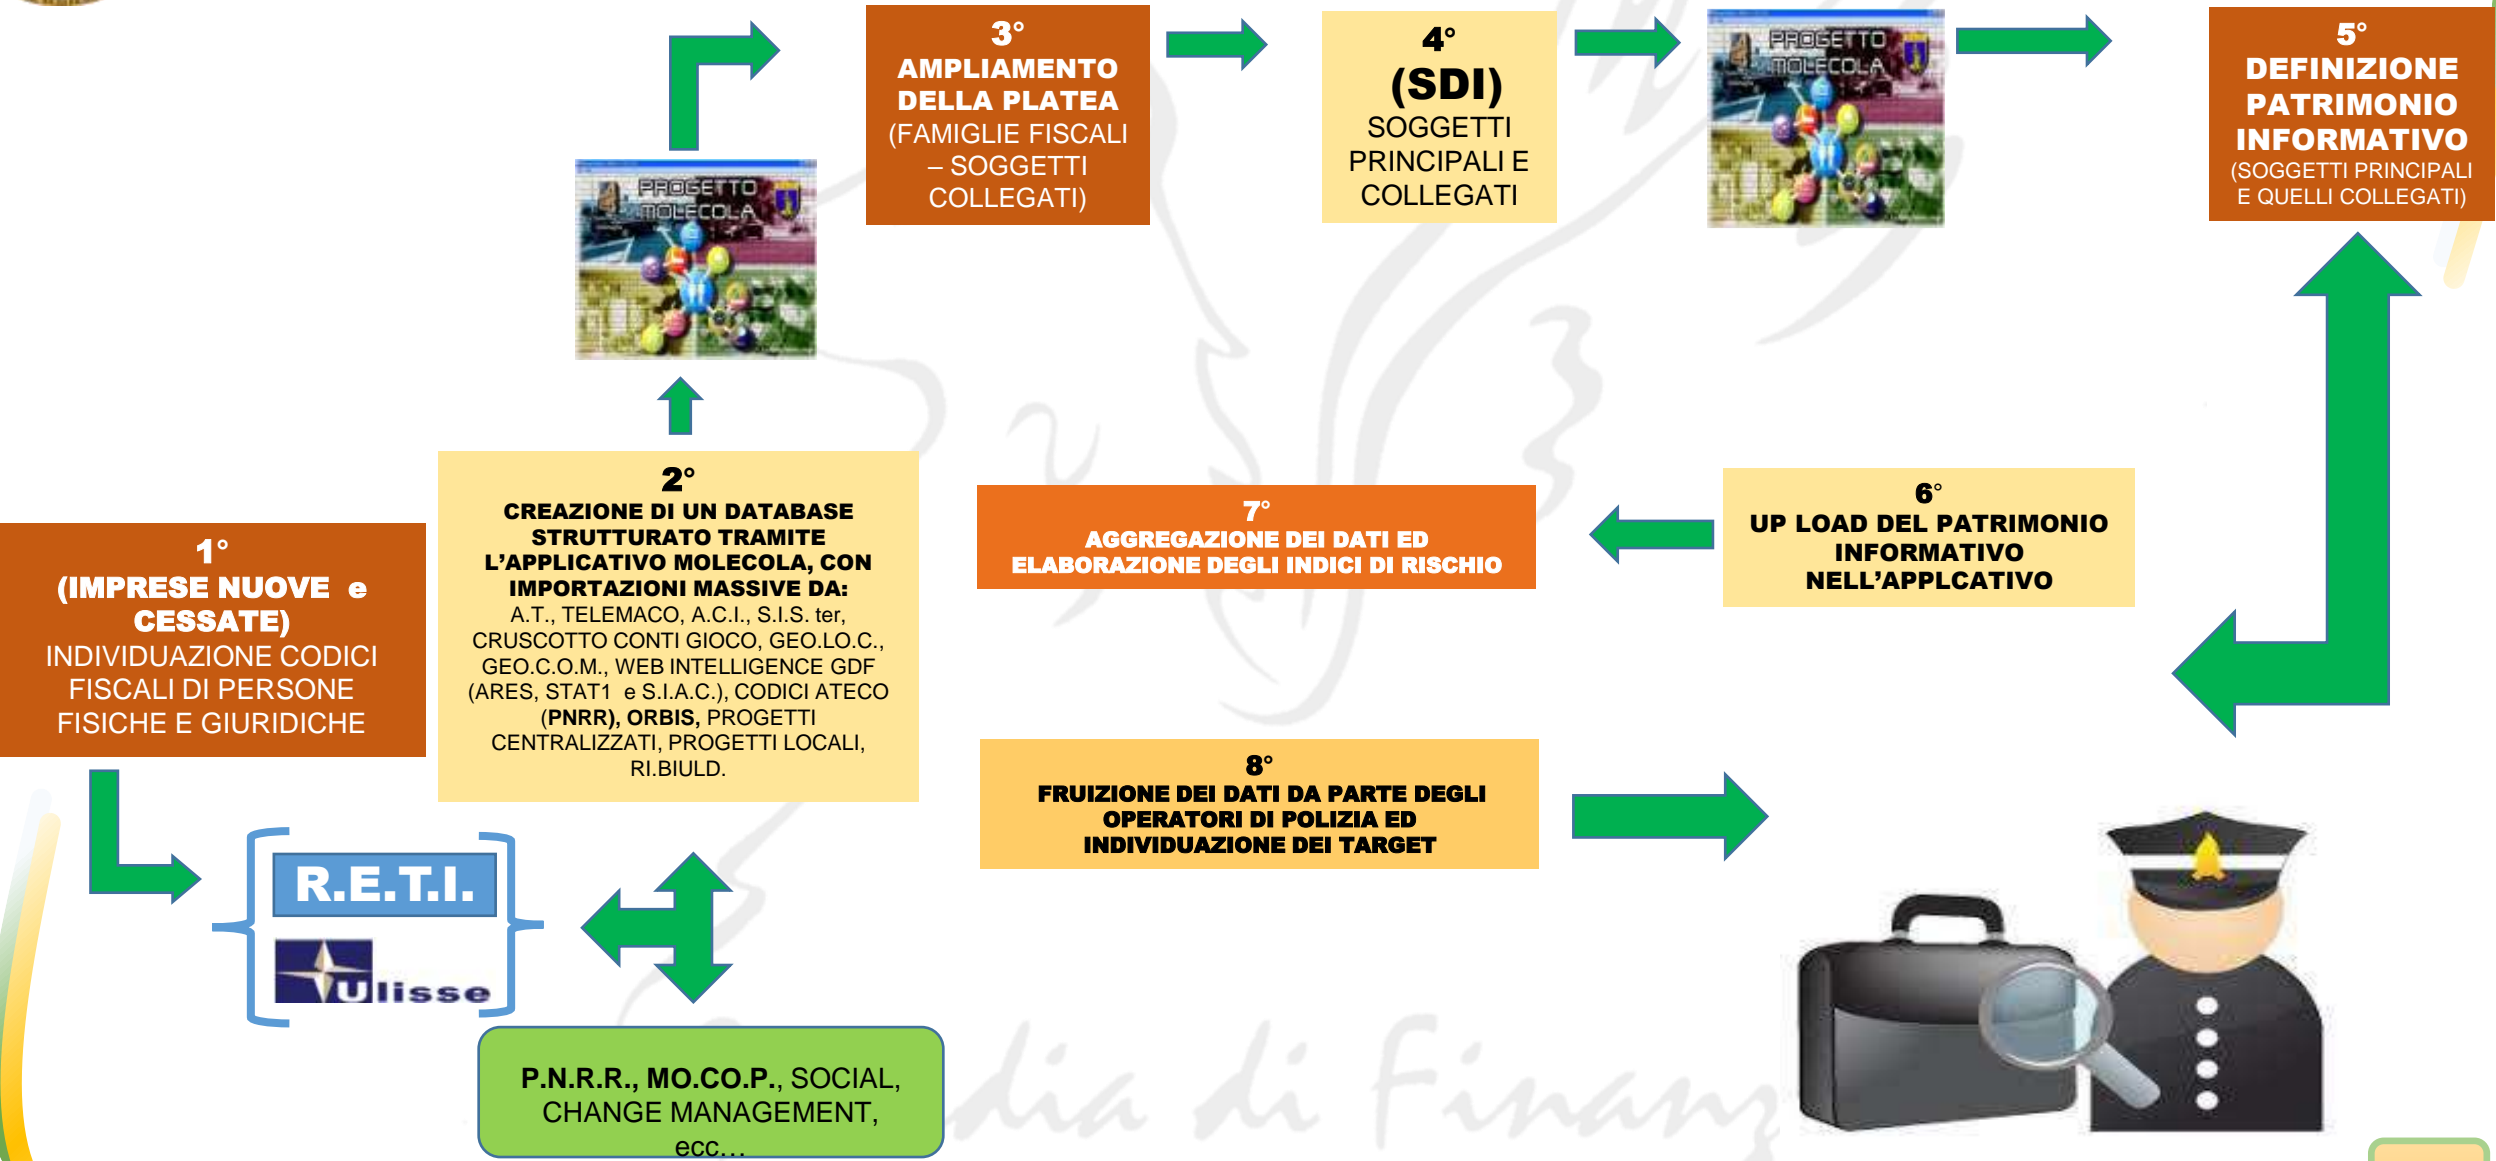 1°
(IMPRESE NUOVE e
CESSATE)
INDIVIDUAZIONE CODICI
FISCALI DI PERSONE
FISICHE E GIURIDICHE
R.E.T.I.
Ulisse
P.N.R.R., MO.CO.P., SOCIAL,
CHANGE MANAGEMENT,
ecc…
2°
CREAZIONE DI UN DATABASE
STRUTTURATO TRAMITE
L’APPLICATIVO MOLECOLA, CON
IMPORTAZIONI MASSIVE DA:
A.T., TELEMACO, A.C.I., S.I.S. ter,
CRUSCOTTO CONTI GIOCO, GEO.LO.C.,
GEO.C.O.M., WEB INTELLIGENCE GDF
(ARES, STAT1 e S.I.A.C.), CODICI ATECO
(PNRR), ORBIS, PROGETTI
CENTRALIZZATI, PROGETTI LOCALI,
RI.BIULD.
PROGETTO
MOLECOLA
3°
AMPLIAMENTO
DELLA PLATEA
(FAMIGLIE FISCALI
– SOGGETTI
COLLEGATI)
4°
(SDI)
SOGGETTI
PRINCIPALI E
COLLEGATI
PROGETTO
MOLECOLA
5°
DEFINIZIONE
PATRIMONIO
INFORMATIVO
(SOGGETTI PRINCIPALI
E QUELLI COLLEGATI)
6°
UP LOAD DEL PATRIMONIO
INFORMATIVO
NELL’APPLCATIVO
7°
AGGREGAZIONE DEI DATI ED
ELABORAZIONE DEGLI INDICI DI RISCHIO
8°
FRUIZIONE DEI DATI DA PARTE DEGLI
OPERATORI DI POLIZIA ED
INDIVIDUAZIONE DEI TARGET
dia di Finanz